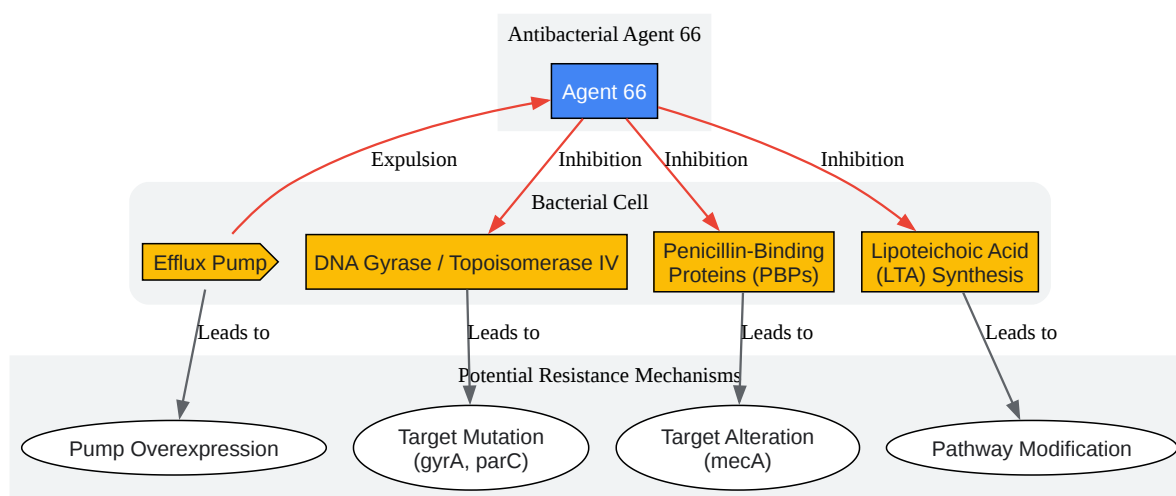 Antibacterial Agent 66
Agent 66
Expulsion
Inhibition
Inhibition
Inhibition
Bacterial Cell
Efflux Pump
DNA Gyrase / Topoisomerase IV
Penicillin-Binding
Proteins (PBPs)
Lipoteichoic Acid
(LTA) Synthesis
Leads to
Leads to
Leads to
Leads to
Potential Resistance Mechanisms
Pump Overexpression
Target Mutation
(gyrA, parC)
Target Alteration
(mecA)
Pathway Modification